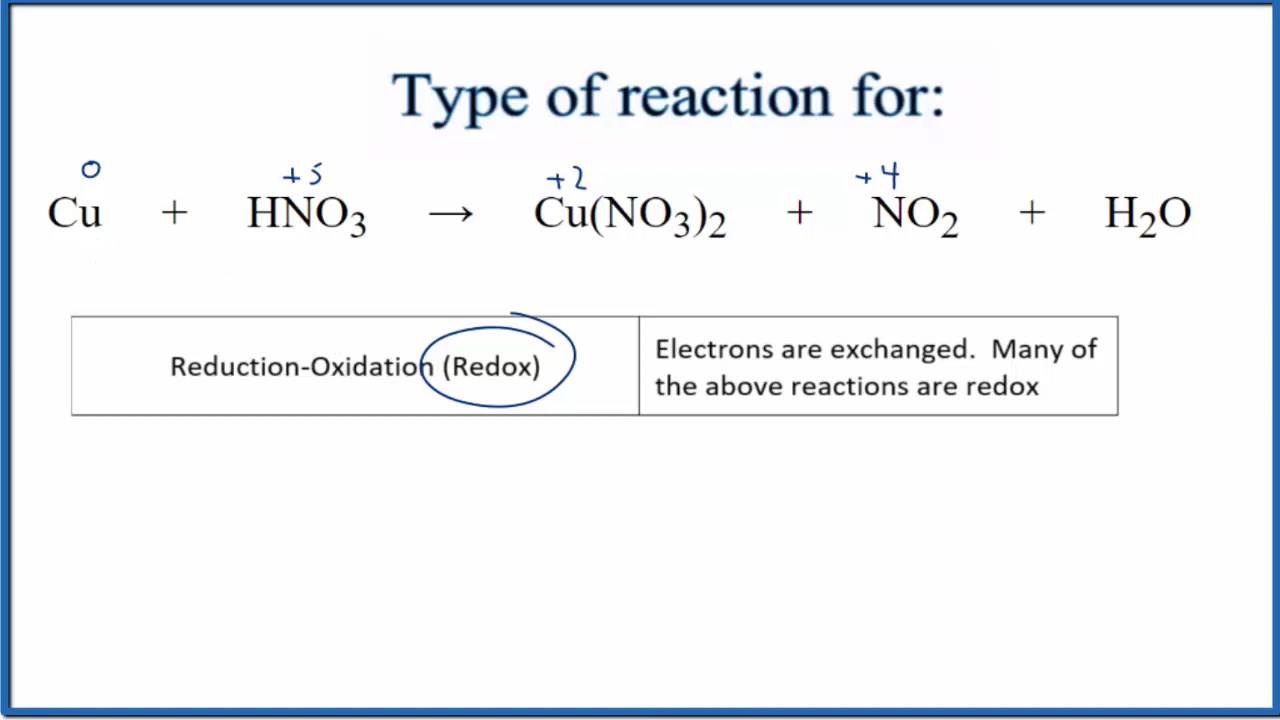 Type of reaction for:
0 +5 +2 +4
Cu + HNO₃ → Cu(NO₃)₂ + NO₂ + H₂O
Reduction-Oxidation (Redox)
Electrons are exchanged. Many of
the above reactions are redox